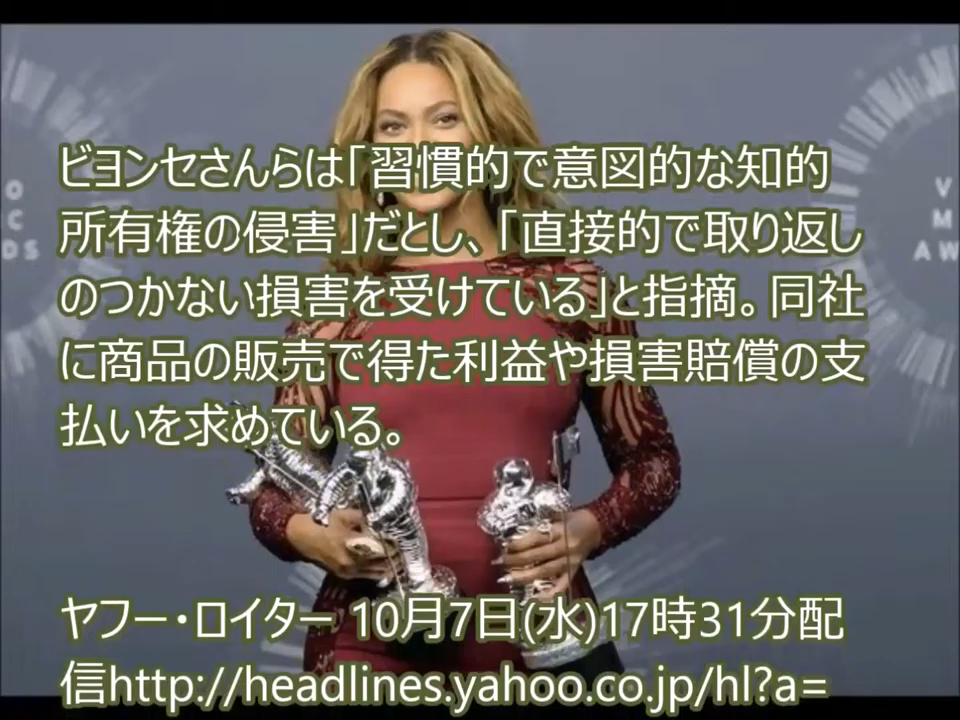 ビヨンセさんらは「習慣的で意図的な知的
所有権の侵害」だとし、「直接的で取り返し
のつかない損害を受けている」と指摘。同社
に商品の販売で得た利益や損害賠償の支
払いを求めている。
ヤフー・ロイター 10月7日(水)17時31分配
信http://headlines.yahoo.co.jp/hl?a=